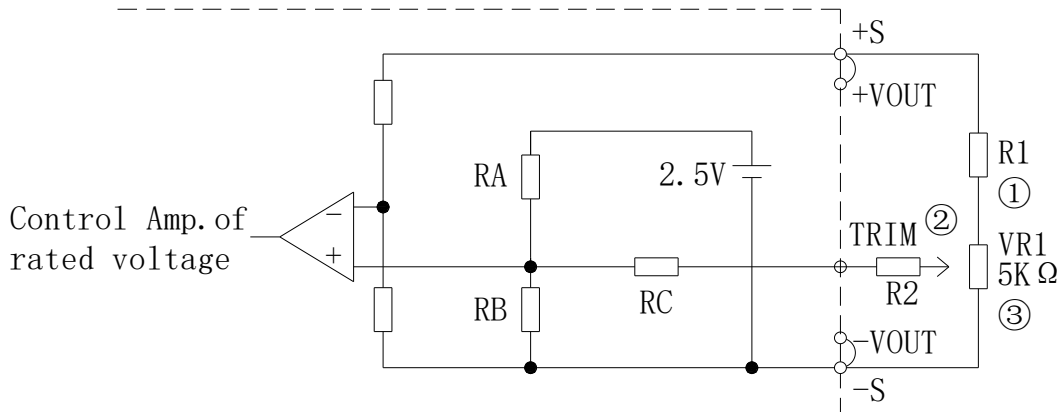 +S
+VOUT
RA
2.5V
R1
①
−
Control Amp.of
rated voltage
+
TRIM ②
VR1
5KΩ
③
R2
RC
RB
-VOUT
-S